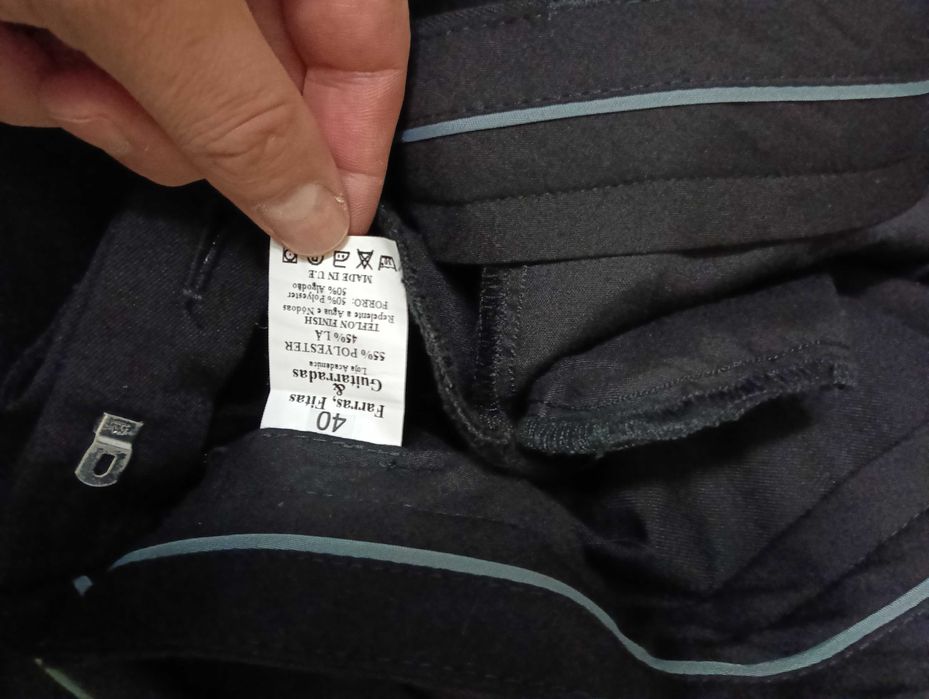 40
Farras, Fitas
&
Guitarradas
Loja Académica
55% POLYESTER
45% LÃ
TEFLON FINISH
Repelente a Água e Nódoas
FORRO: 50% Polyester
50% Algodão
MADE IN U.E